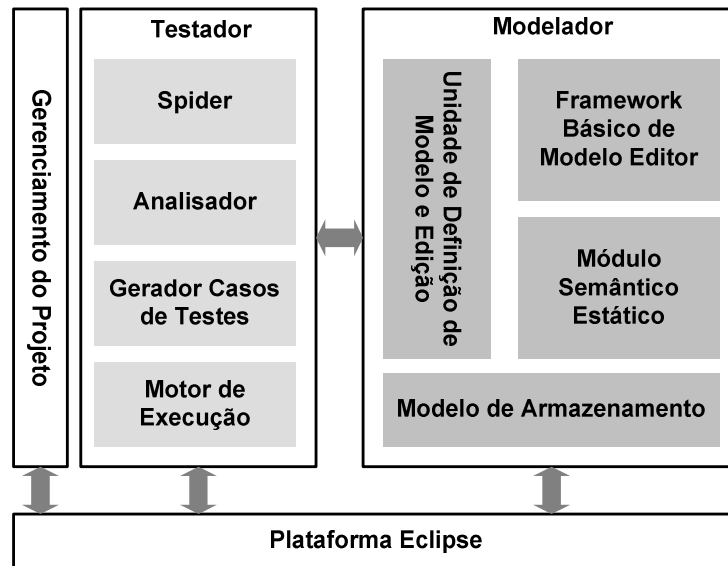 Gerenciamento do Projeto
Testador
Spider
Analisador
Gerador Casos
de Testes
Motor de
Execução
Modelador
Unidade de Definição de
Modelo e Edição
Framework
Básico de
Modelo Editor
Módulo
Semântico
Estático
Modelo de Armazenamento
Plataforma Eclipse